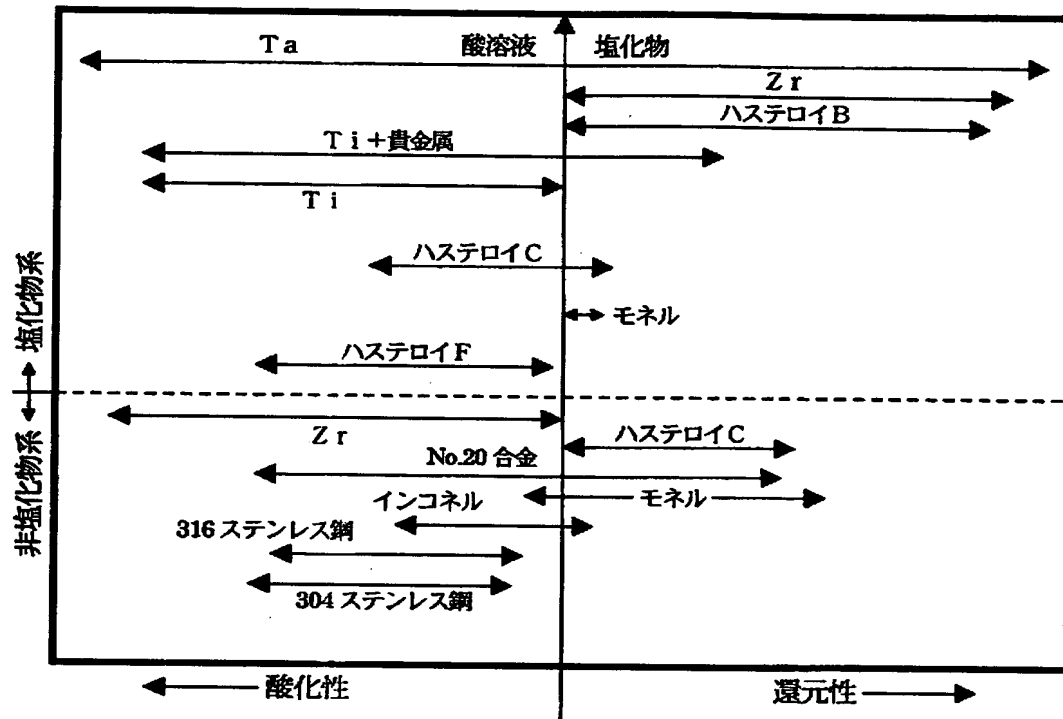 Ta
酸溶液 塩化物
Zr
ハステロイB
Ti+貴金属
Ti
ハステロイC
モネル
ハステロイF
塩化物系
非塩化物系
Zr
ハステロイC
No.20 合金
モネル
インコネル
316 ステンレス鋼
304 ステンレス鋼
酸化性
還元性